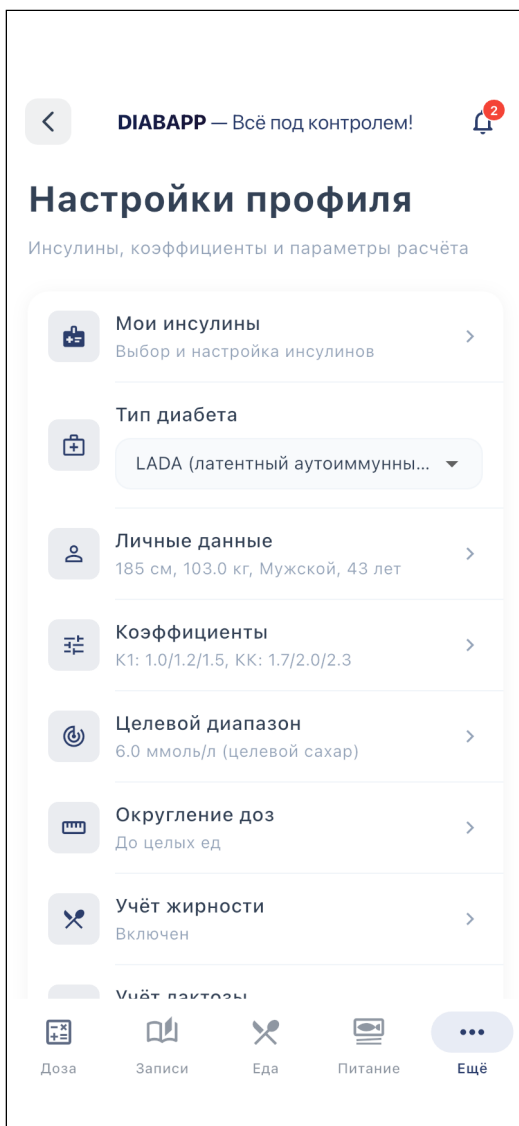 DIABAPP — Всё под контролем!
2
Настройки профиля
Инсулины, коэффициенты и параметры расчёта
Мои инсулины
Выбор и настройка инсулинов
Тип диабета
LADA (латентный аутоиммунны...
Личные данные
185 см, 103.0 кг, Мужской, 43 лет
Коэффициенты
К1: 1.0/1.2/1.5, КК: 1.7/2.0/2.3
Целевой диапазон
6.0 ммоль/л (целевой сахар)
Округление доз
До целых ед
Учёт жирности
Включен
Учёт лактозы
Доза
Записи
Еда
Питание
Ещё